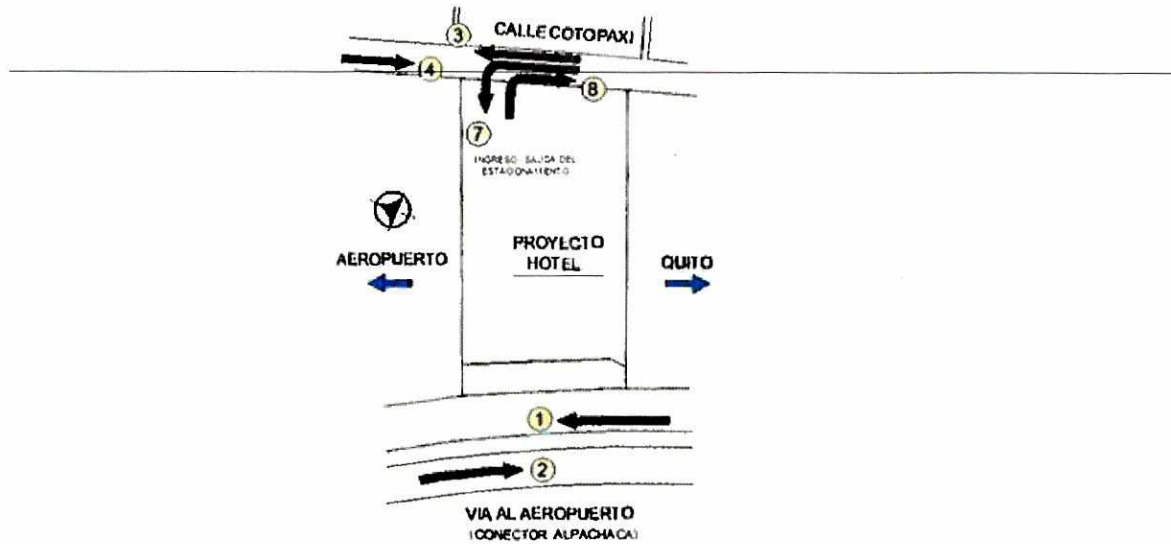 3
CALLE COTOPAXI
4
8
7
INGRESO SALIDA DEL
ESTACIONAMIENTO
AEROPUERTO
PROYECTO
HOTEL
QUITO
1
2
VIA AL AEROPUERTO
(CONECTOR ALPACHACA)